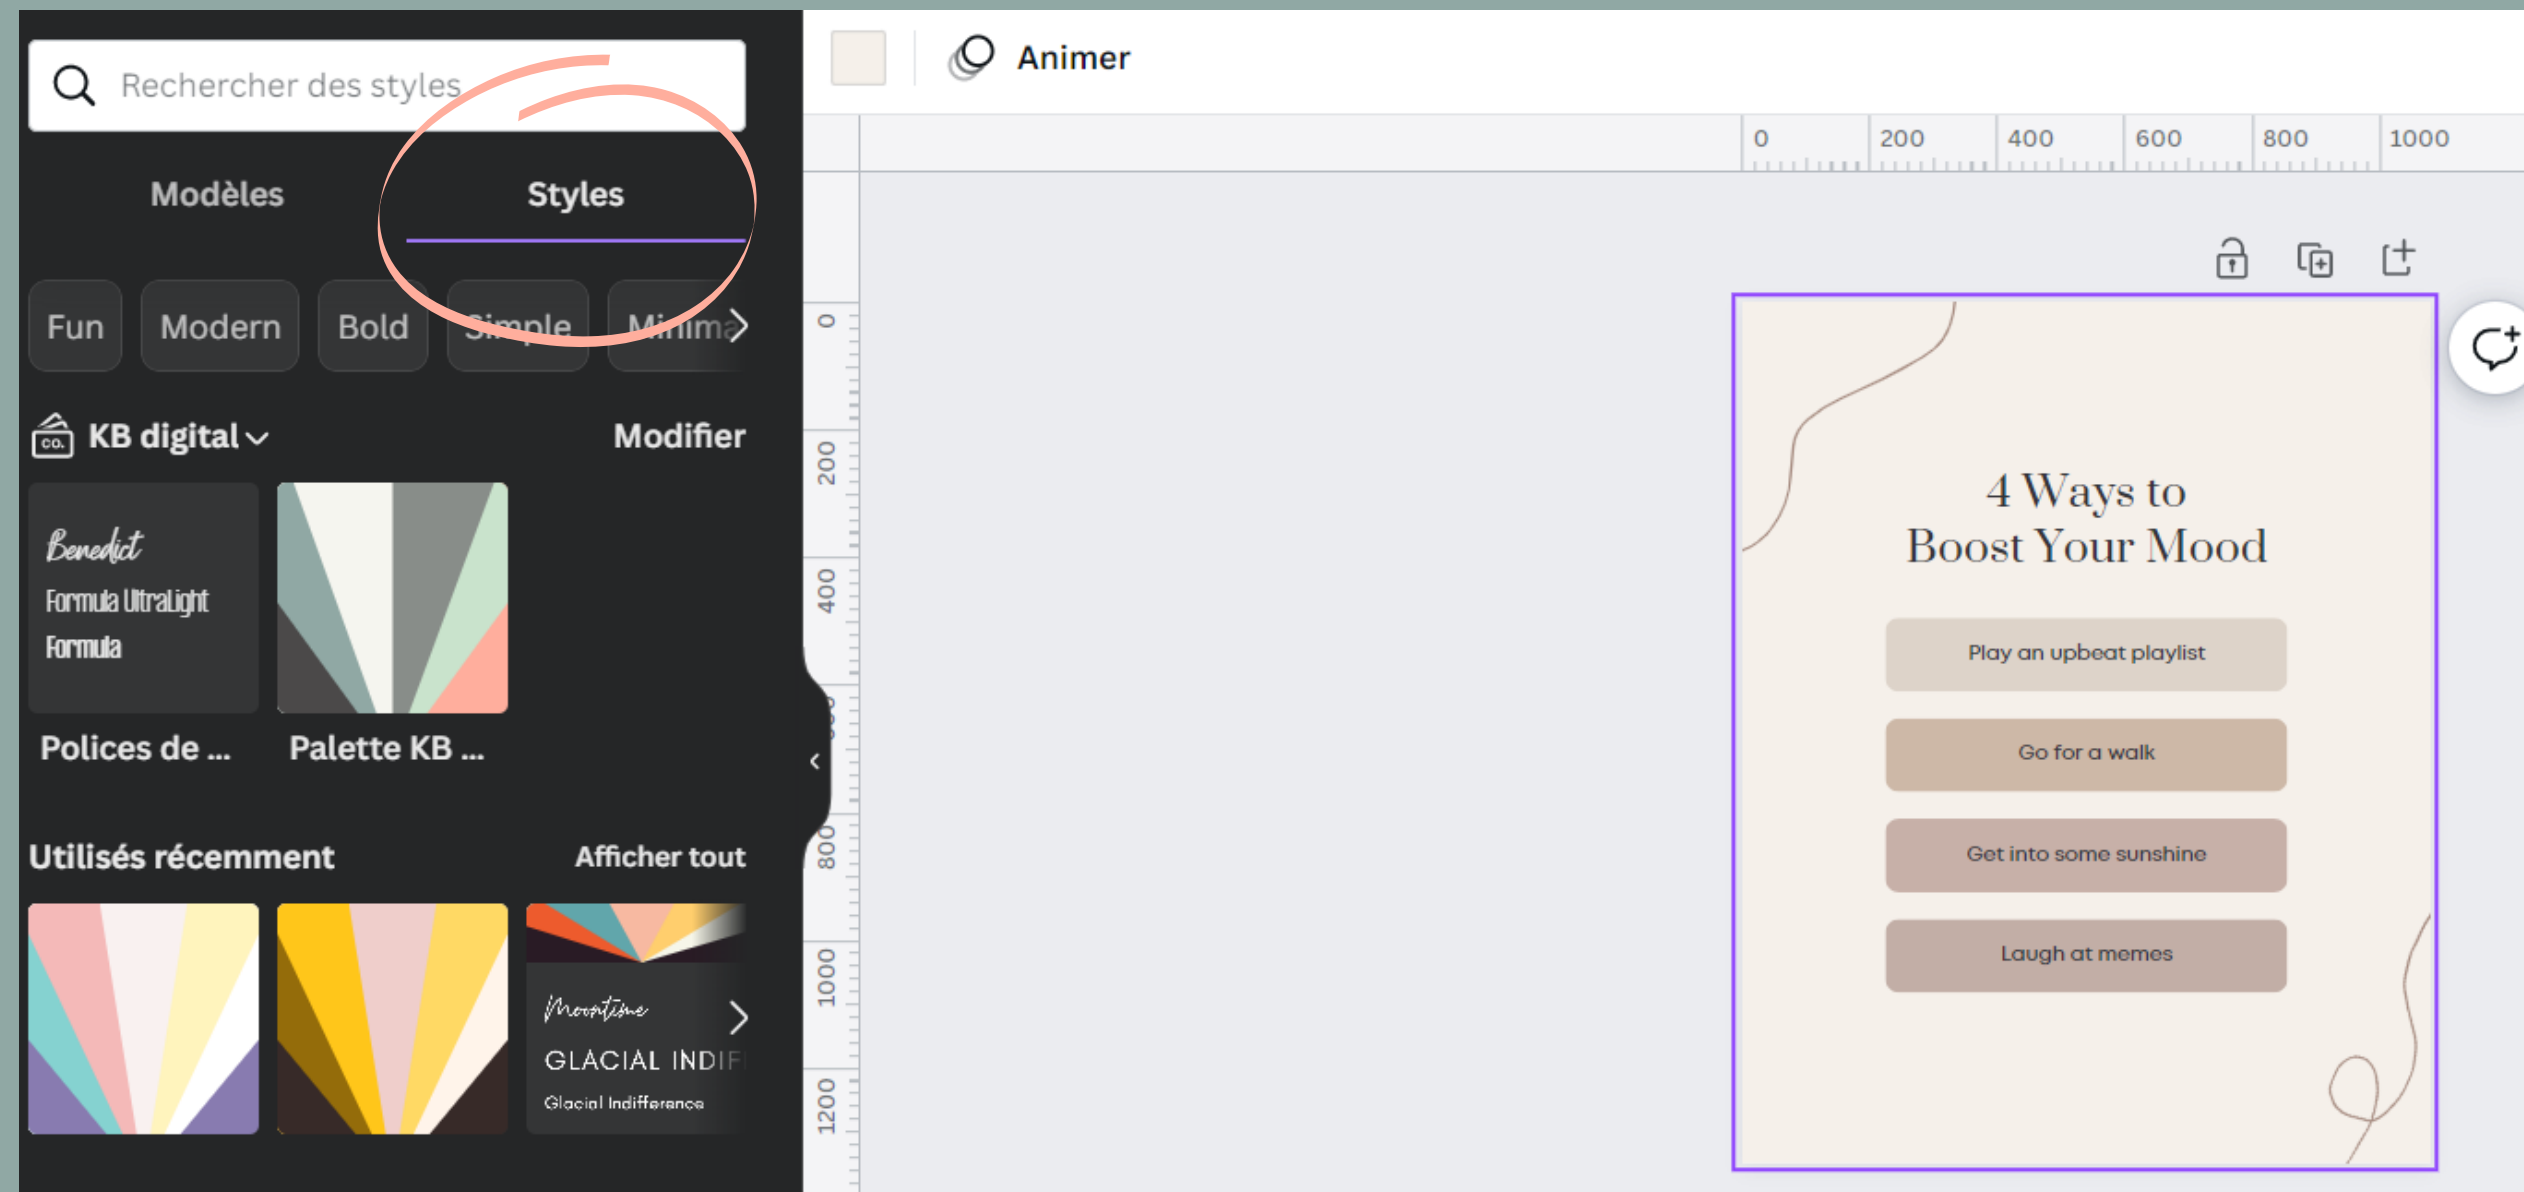 Rechercher des styles
Modèles
Styles
Fun
Modern
Bold
Simple
Minima
co.
KB digital
Modifier
Benedict
Formula UltraLight
Formula
Polices de ...
Palette KB ...
Utilisés récemment
Afficher tout
Moontime
GLACIAL INDIF
Glacial Indifference
Animer
0
200
400
600
800
1000
0
200
400
800
1000
1200
4 Ways to
Boost Your Mood
Play an upbeat playlist
Go for a walk
Get into some sunshine
Laugh at memes